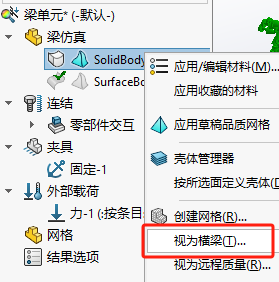 梁单元* (-默认-)
梁仿真
SolidBody
SurfaceBo
连结
零部件交互
夹具
固定-1
外部载荷
力-1 (:按条目
网格
结果选项
应用/编辑材料(M)...
应用收藏的材料
应用草稿品质网格
壳体管理器...
按所选面定义壳体(D
创建网格(R)...
视为横梁(T)...
视为远程质量(R)...